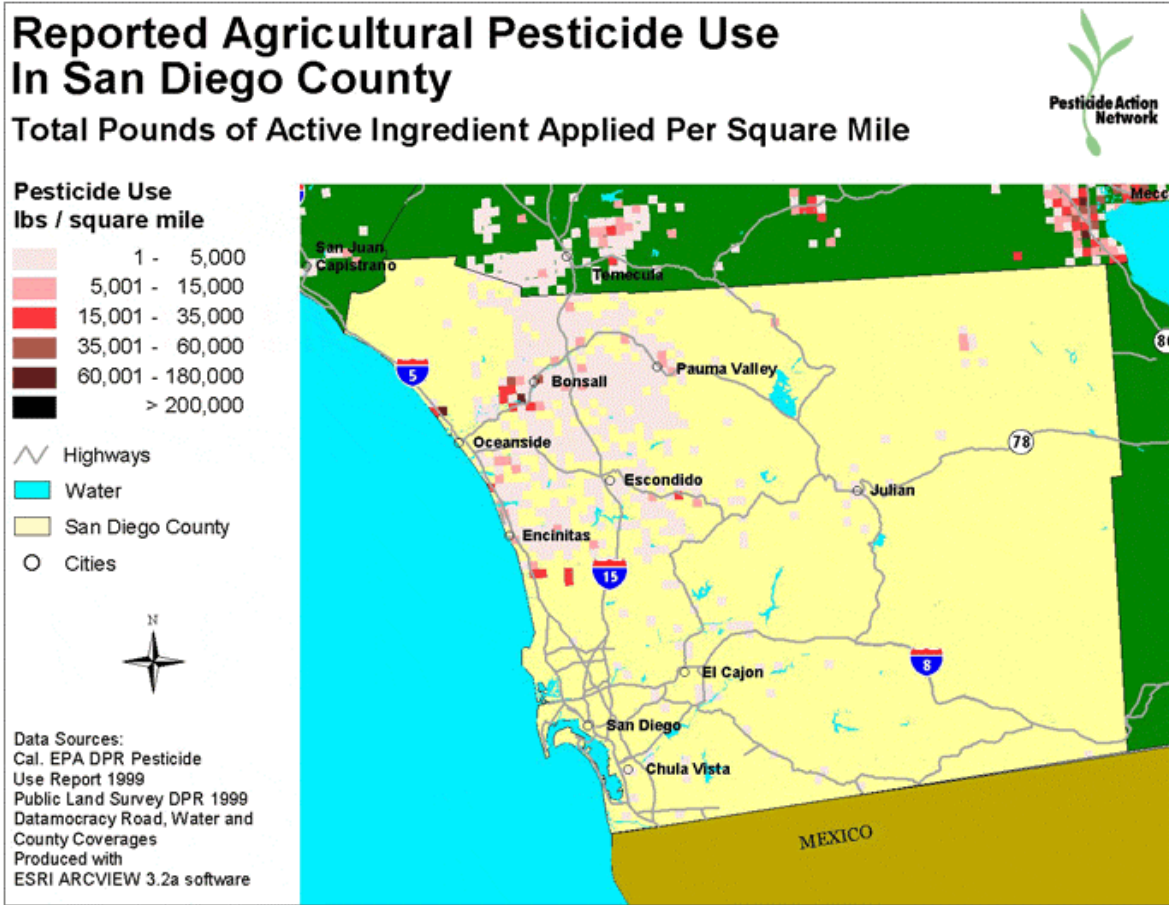 Reported Agricultural Pesticide Use
In San Diego County
Total Pounds of Active Ingredient Applied Per Square Mile
Pesticide Action
Network
Pesticide Use
lbs / square mile
1 - 5,000
5,001 - 15,000
15,001 - 35,000
35,001 - 60,000
60,001 - 180,000
> 200,000
Highways
Water
San Diego County
Cities
N
Data Sources:
Cal. EPA DPR Pesticide
Use Report 1999
Public Land Survey DPR 1999
Datamocracy Road, Water and
County Coverages
Produced with
ESRI ARCVIEW 3.2a software
Mecc
San Juan
Capistrano
Temecula
86
5
Bonsall
Pauma Valley
Oceanside
78
Escondido
Julian
Encinitas
15
El Cajon
8
San Diego
Chula Vista
MEXICO